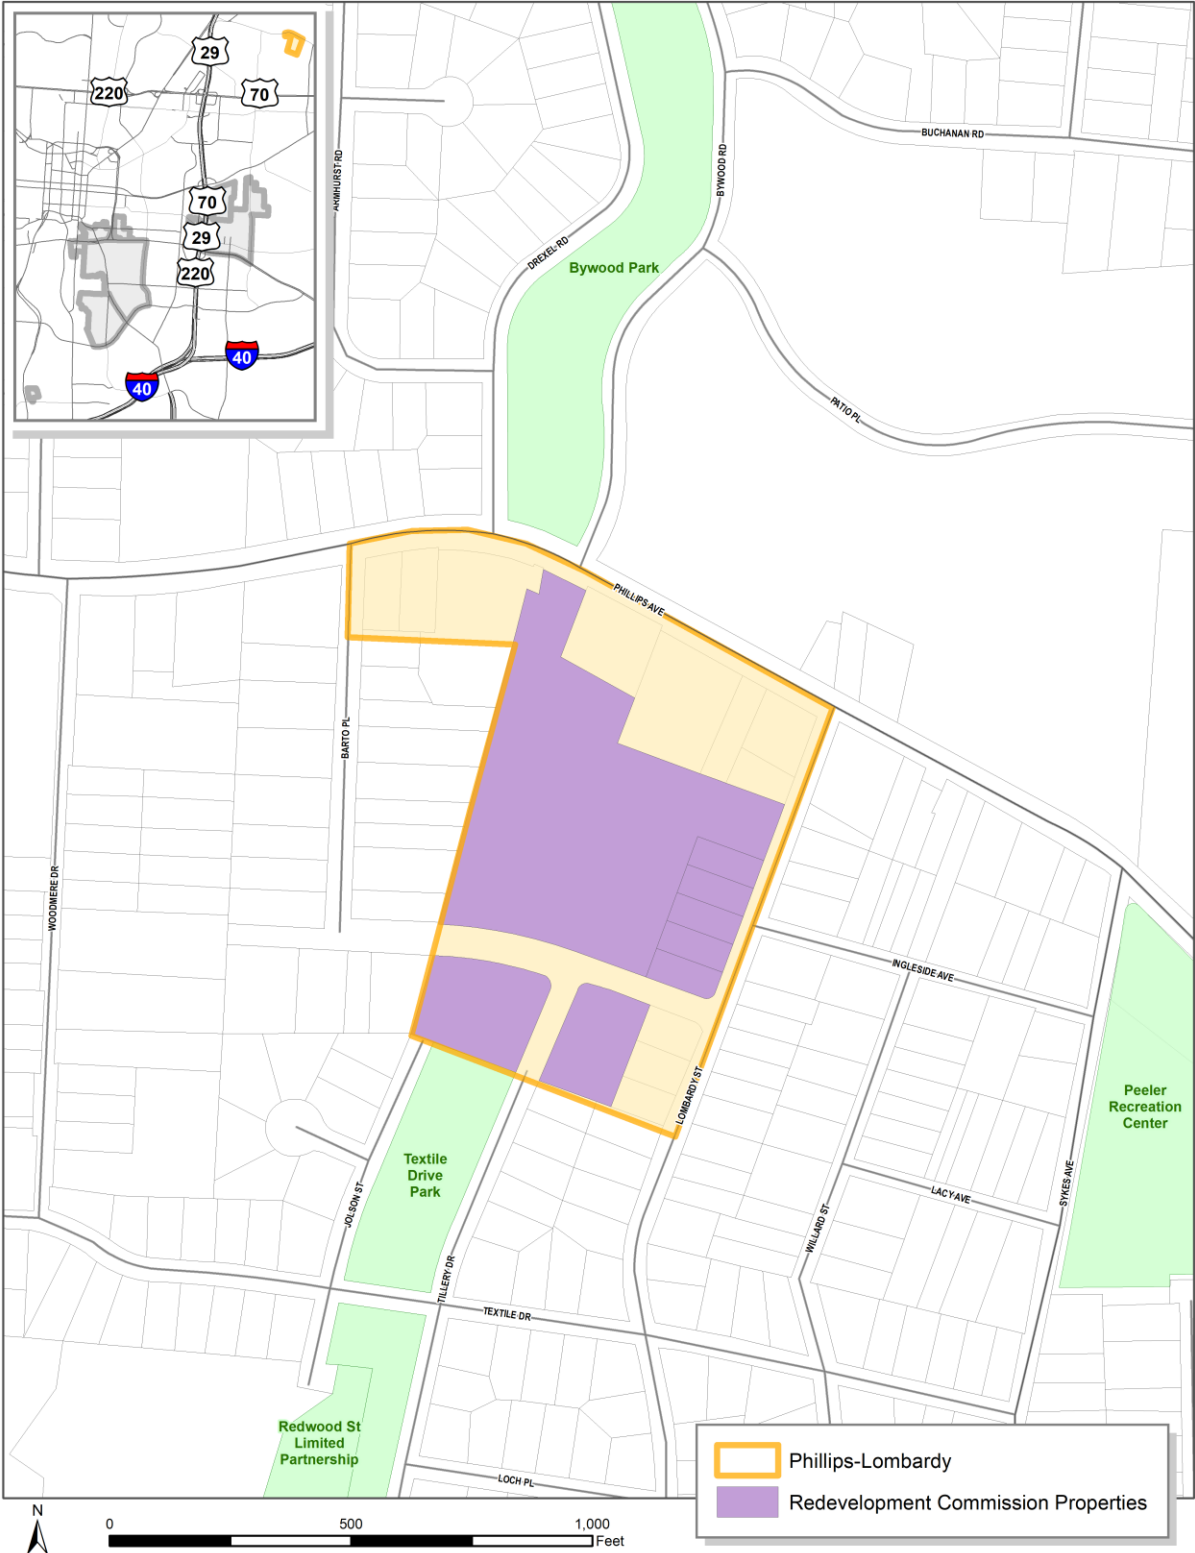 29
220
70
70
29
220
40
40
ARMHURST RD
BUCHANAN RD
BYWOOD RD
DREXEL RD
Bywood Park
PATIO PL
PHILLIPS AVE
BARTO PL
WOODMERE DR
INGLESIDE AVE
LOMBARDY ST
Peeler
Recreation
Center
Textile
Drive
Park
JOLSON ST
LACY AVE
SYKES AVE
WILLARD ST
TILLERY DR
TEXTILE DR
Redwood St
Limited
Partnership
LOCH PL
Phillips-Lombardy
Redevelopment Commission Properties
N
0 500 1,000
Feet